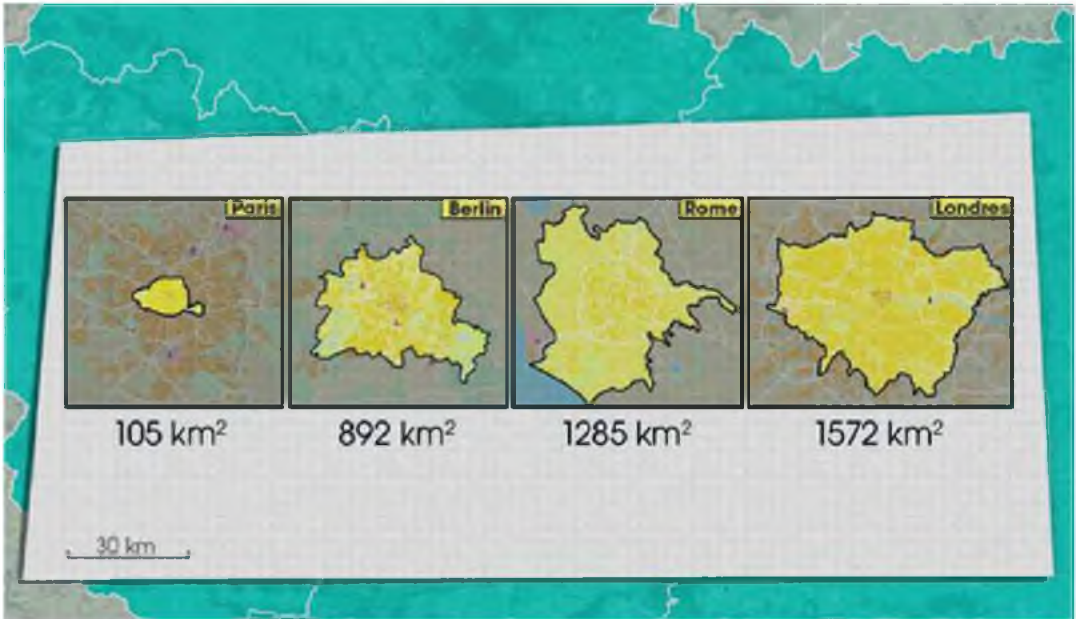 Paris
Berlin
Rome
Londres
105 km²
892 km²
1285 km²
1572 km²
30 km